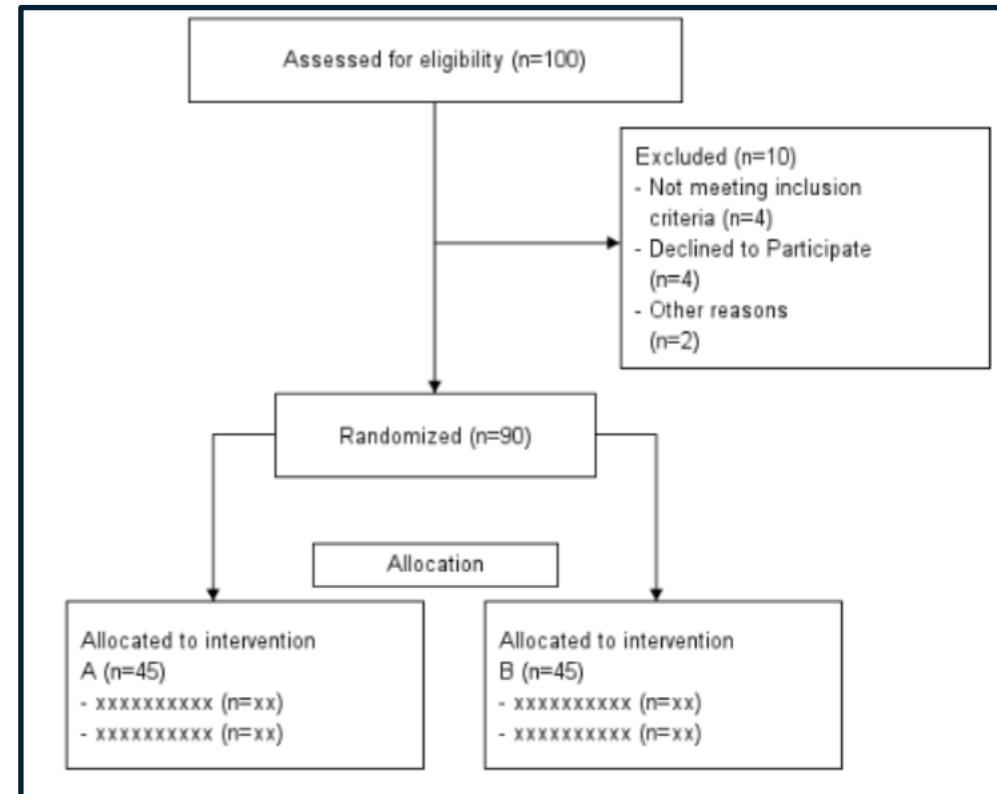 Assessed for eligibility (n=100)
Excluded (n=10)
- Not meeting inclusion
criteria (n=4)
- Declined to Participate
(n=4)
- Other reasons
(n=2)
Randomized (n=90)
Allocation
Allocated to intervention
A (n=45)
- xxxxxxxxxx (n=xx)
- xxxxxxxxxx (n=xx)
Allocated to intervention
B (n=45)
- xxxxxxxxxx (n=xx)
- xxxxxxxxxx (n=xx)